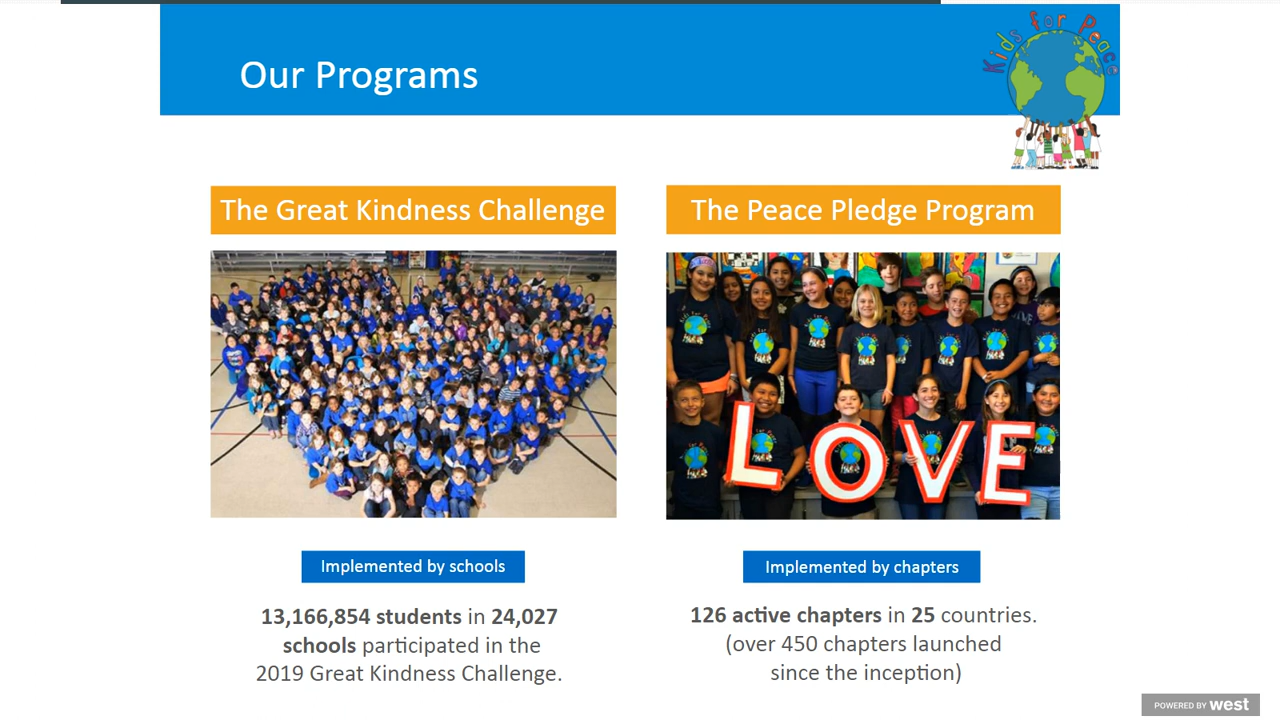 Our Programs
Kids for Peace
The Great Kindness Challenge
The Peace Pledge Program
LOVE
Implemented by schools
13,166,854 students in 24,027
schools participated in the
2019 Great Kindness Challenge.
Implemented by chapters
126 active chapters in 25 countries.
(over 450 chapters launched
since the inception)
POWERED BY west